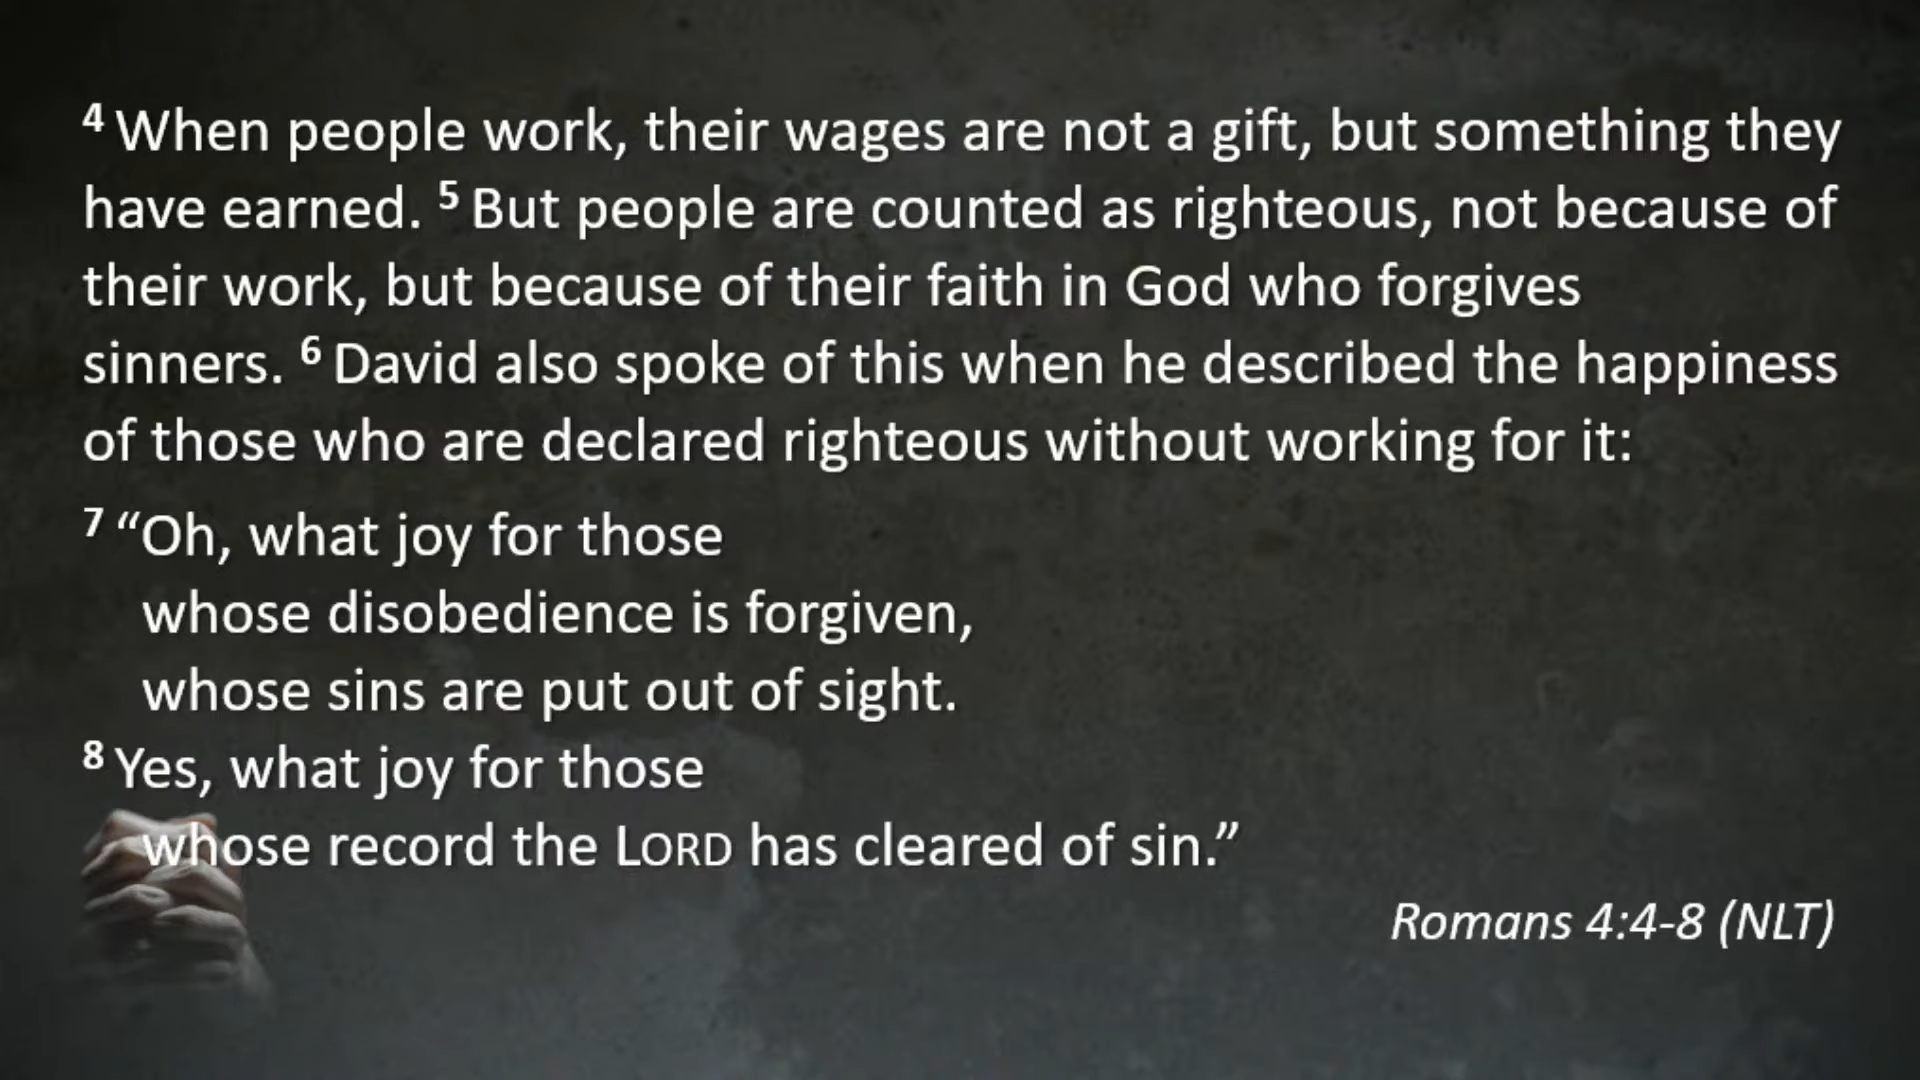 4 When people work, their wages are not a gift, but something they
have earned. 5 But people are counted as righteous, not because of
their work, but because of their faith in God who forgives
sinners. 6 David also spoke of this when he described the happiness
of those who are declared righteous without working for it:
7 “Oh, what joy for those
whose disobedience is forgiven,
whose sins are put out of sight.
8 Yes, what joy for those
whose record the LORD has cleared of sin.”
Romans 4:4-8 (NLT)